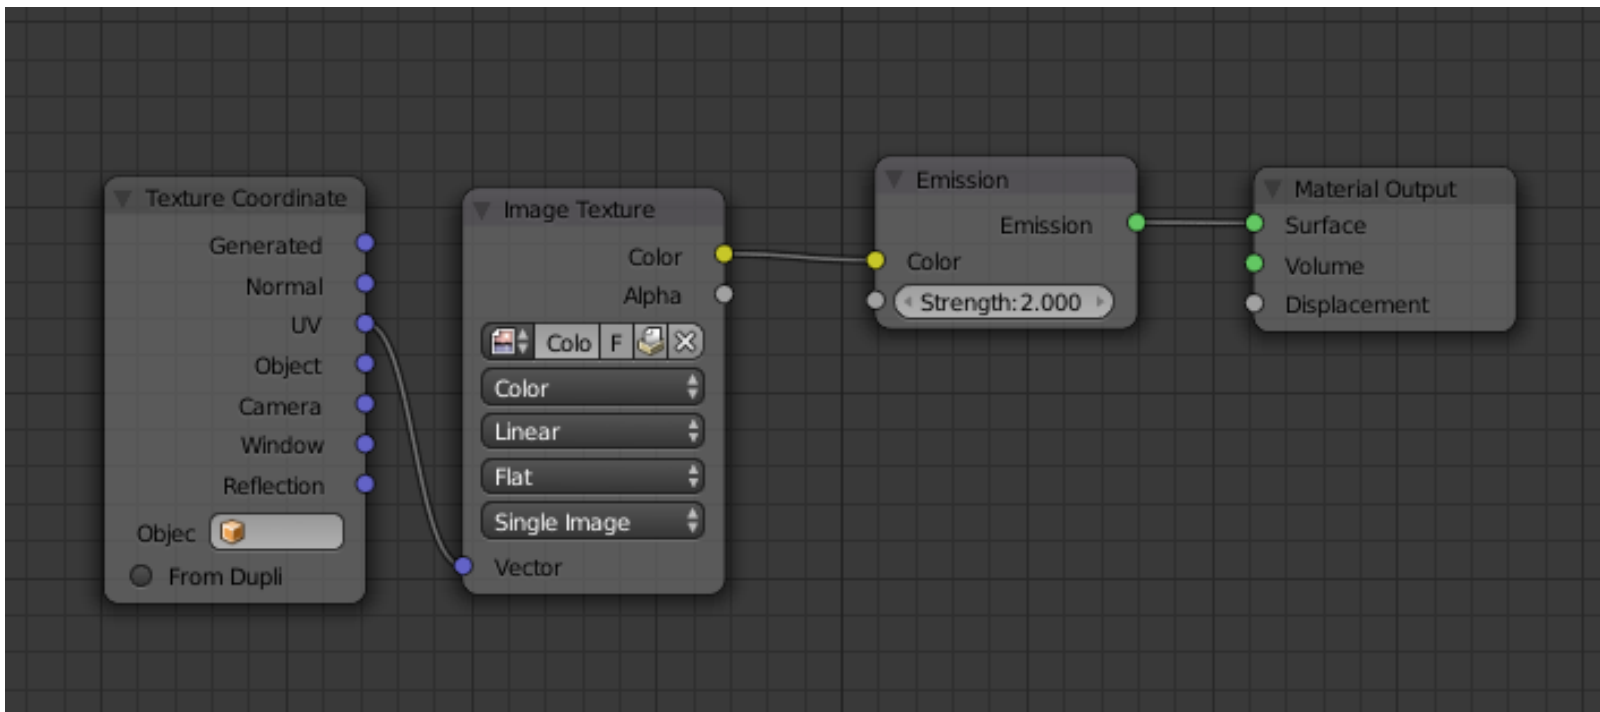 Texture Coordinate
Generated
Normal
UV
Object
Camera
Window
Reflection
Objec
From Dupli
Image Texture
Color
Alpha
Colo F
Color
Linear
Flat
Single Image
Vector
Emission
Emission
Color
Strength: 2.000
Material Output
Surface
Volume
Displacement